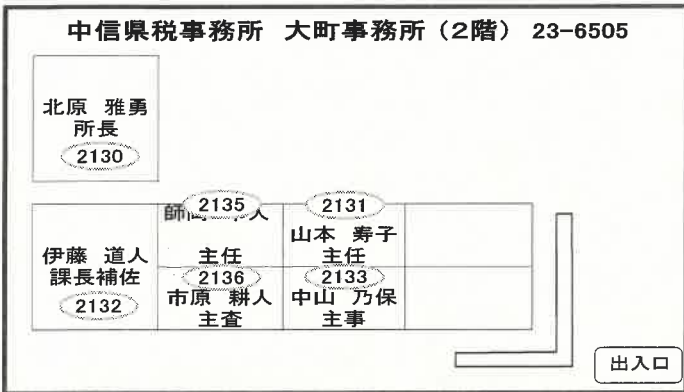 中信県税事務所 大町事務所（2階） 23-6505
北原 雅勇
所長
2130
伊藤 道人
課長補佐
2132
2135
師 人
主任
2131
山本 寿子
主任
2136
市原 耕人
主査
2133
中山 乃保
主事
出入口